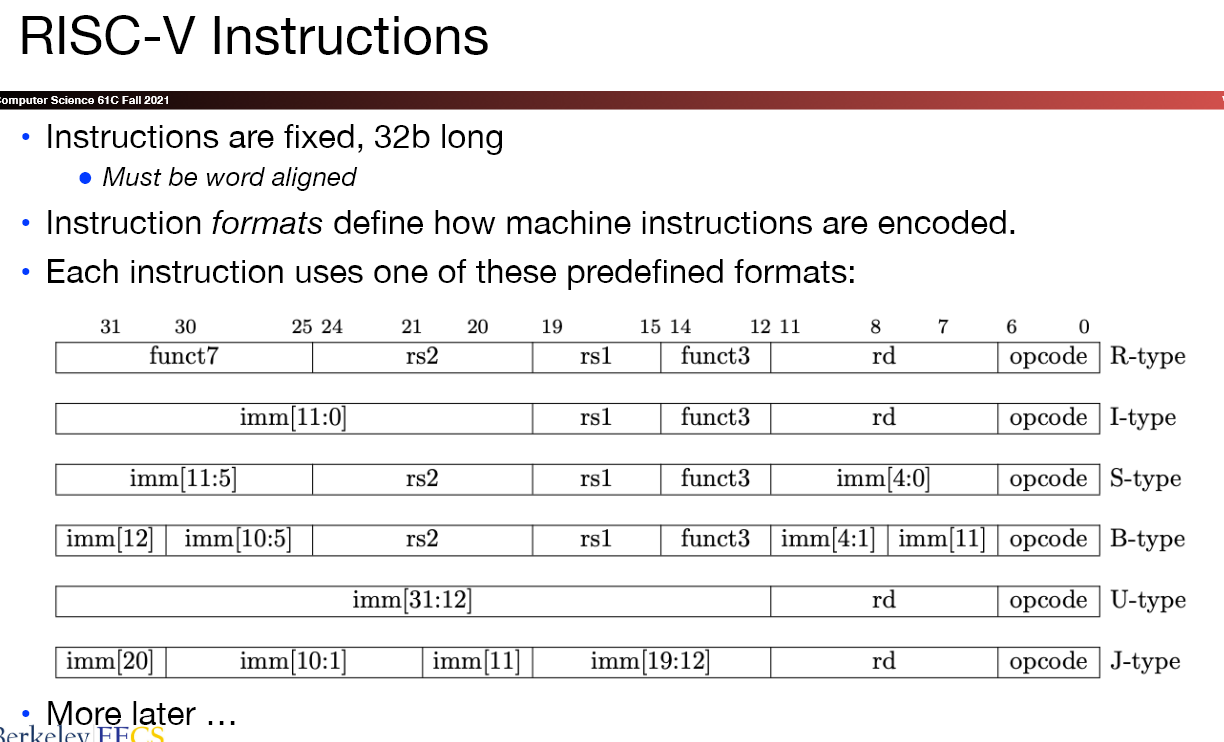 RISC-V Instructions
Computer Science 61C Fall 2021
• Instructions are fixed, 32b long
• Must be word aligned
• Instruction formats define how machine instructions are encoded.
• Each instruction uses one of these predefined formats:
31 30 25 24 21 20 19 15 14 12 11 8 7 6 0
funct7 rs2 rs1 funct3 rd opcode R-type
imm[11:0] rs1 funct3 rd opcode I-type
imm[11:5] rs2 rs1 funct3 imm[4:0] opcode S-type
imm[12] imm[10:5] rs2 rs1 funct3 imm[4:1] imm[11] opcode B-type
imm[31:12] rd opcode U-type
imm[20] imm[10:1] imm[11] imm[19:12] rd opcode J-type
• More later …
Berkeley EECS